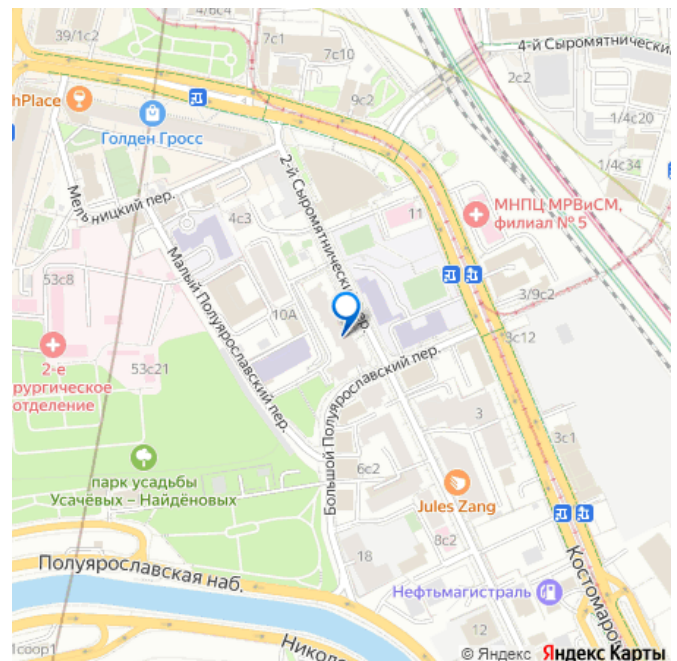 39/1с2
4/6с4
7с1
7с10
4-й Сыромятнический
2с2
hPlace
9с2
Голден Гросс
1/4с20
1/4с34
Мельницкий пер.
2-й Сыромятнический пер.
МНПЦ МРВиСМ,
филиал № 5
4с3
11
Малый Полуярославский пер.
53с8
10А
3/9с2
9с12
2-е
рургическое
отделение
53с21
Большой Полуярославский пер.
3
3с1
парк усадьбы
Усачёвых – Найдёновых
6с2
Jules Zang
8с2
18
Полуярославская наб.
Нефтьмагистраль
Костомаров
12
1соор1
Никол
© Яндекс Яндекс Карты